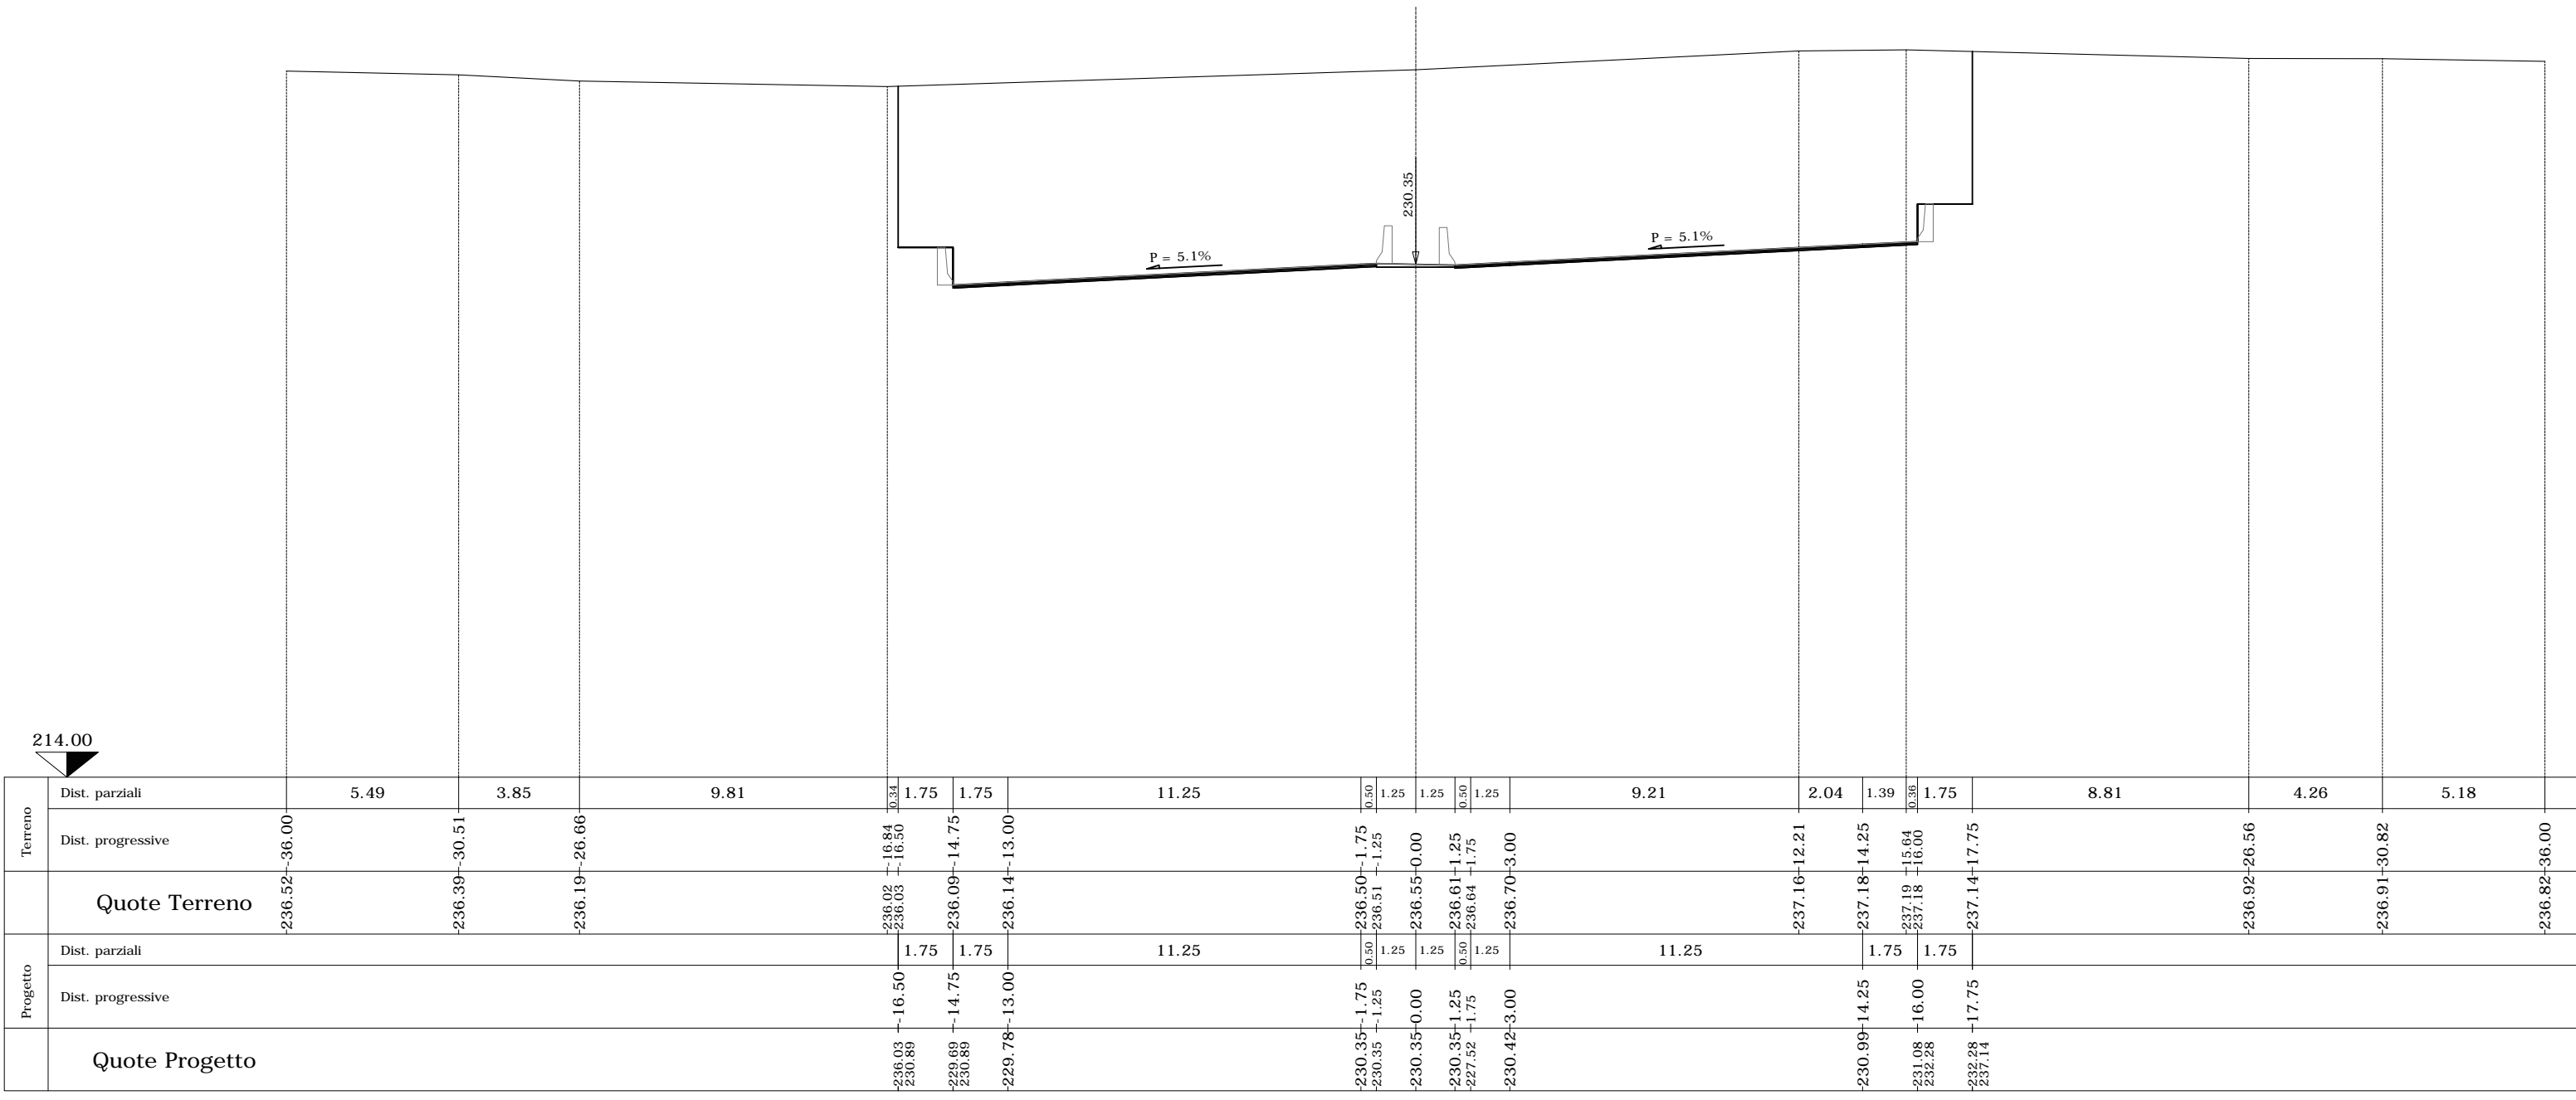 230.35
P = 5.1%
P = 5.1%
214.00
Terreno
Dist. parziali
5.49 3.85 9.81 0.34 1.75 1.75 11.25 0.50 1.25 1.25 0.50 1.25 9.21 2.04 1.39 0.36 1.75 8.81 4.26 5.18
Dist. progressive
-36.00 -30.51 -26.66 -16.84 -16.50 -14.75 -13.00 -1.75 -1.25 0.00 1.25 1.75 3.00 12.21 14.25 15.64 16.00 17.75 26.56 30.82 36.00
Quote Terreno
236.52 236.39 236.19 236.02 236.03 236.09 236.14 236.50 236.51 236.55 236.61 236.64 236.70 237.16 237.18 237.19 237.18 237.14 236.92 236.91 236.82
Progetto
Dist. parziali
1.75 1.75 11.25 0.50 1.25 1.25 0.50 1.25 11.25 1.75 1.75
Dist. progressive
-16.50 -14.75 -13.00 -1.75 -1.25 0.00 1.25 1.75 3.00 14.25 16.00 17.75
Quote Progetto
236.03 230.89 229.69 230.89 229.78 230.35 230.35 230.35 230.35 227.52 230.42 230.99 231.08 232.28 232.28 237.14